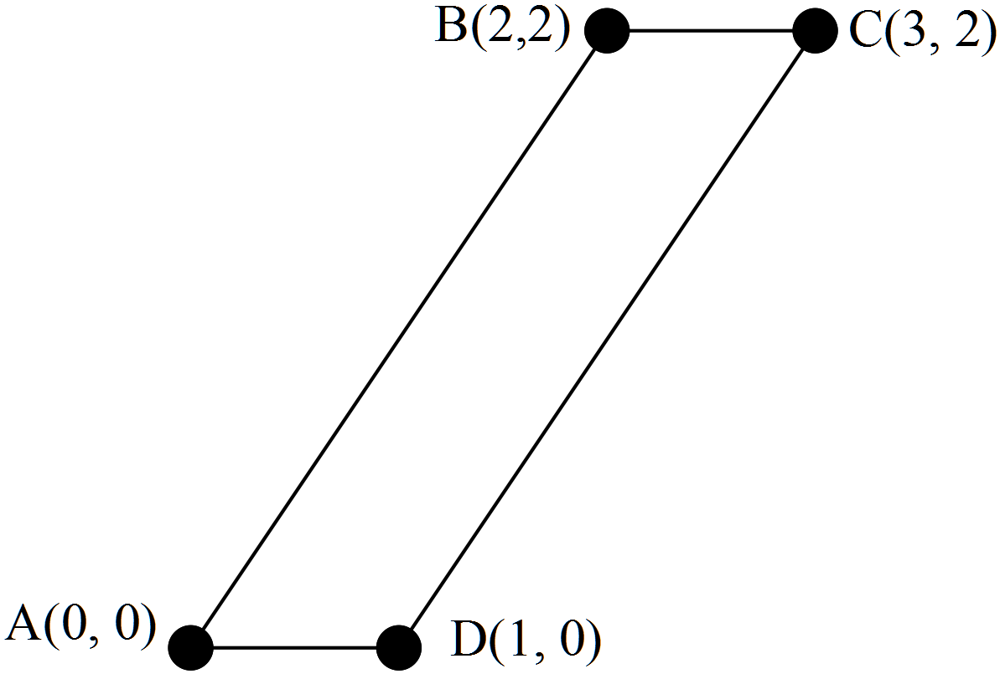 B(2,2)
C(3, 2)
A(0, 0)
D(1, 0)